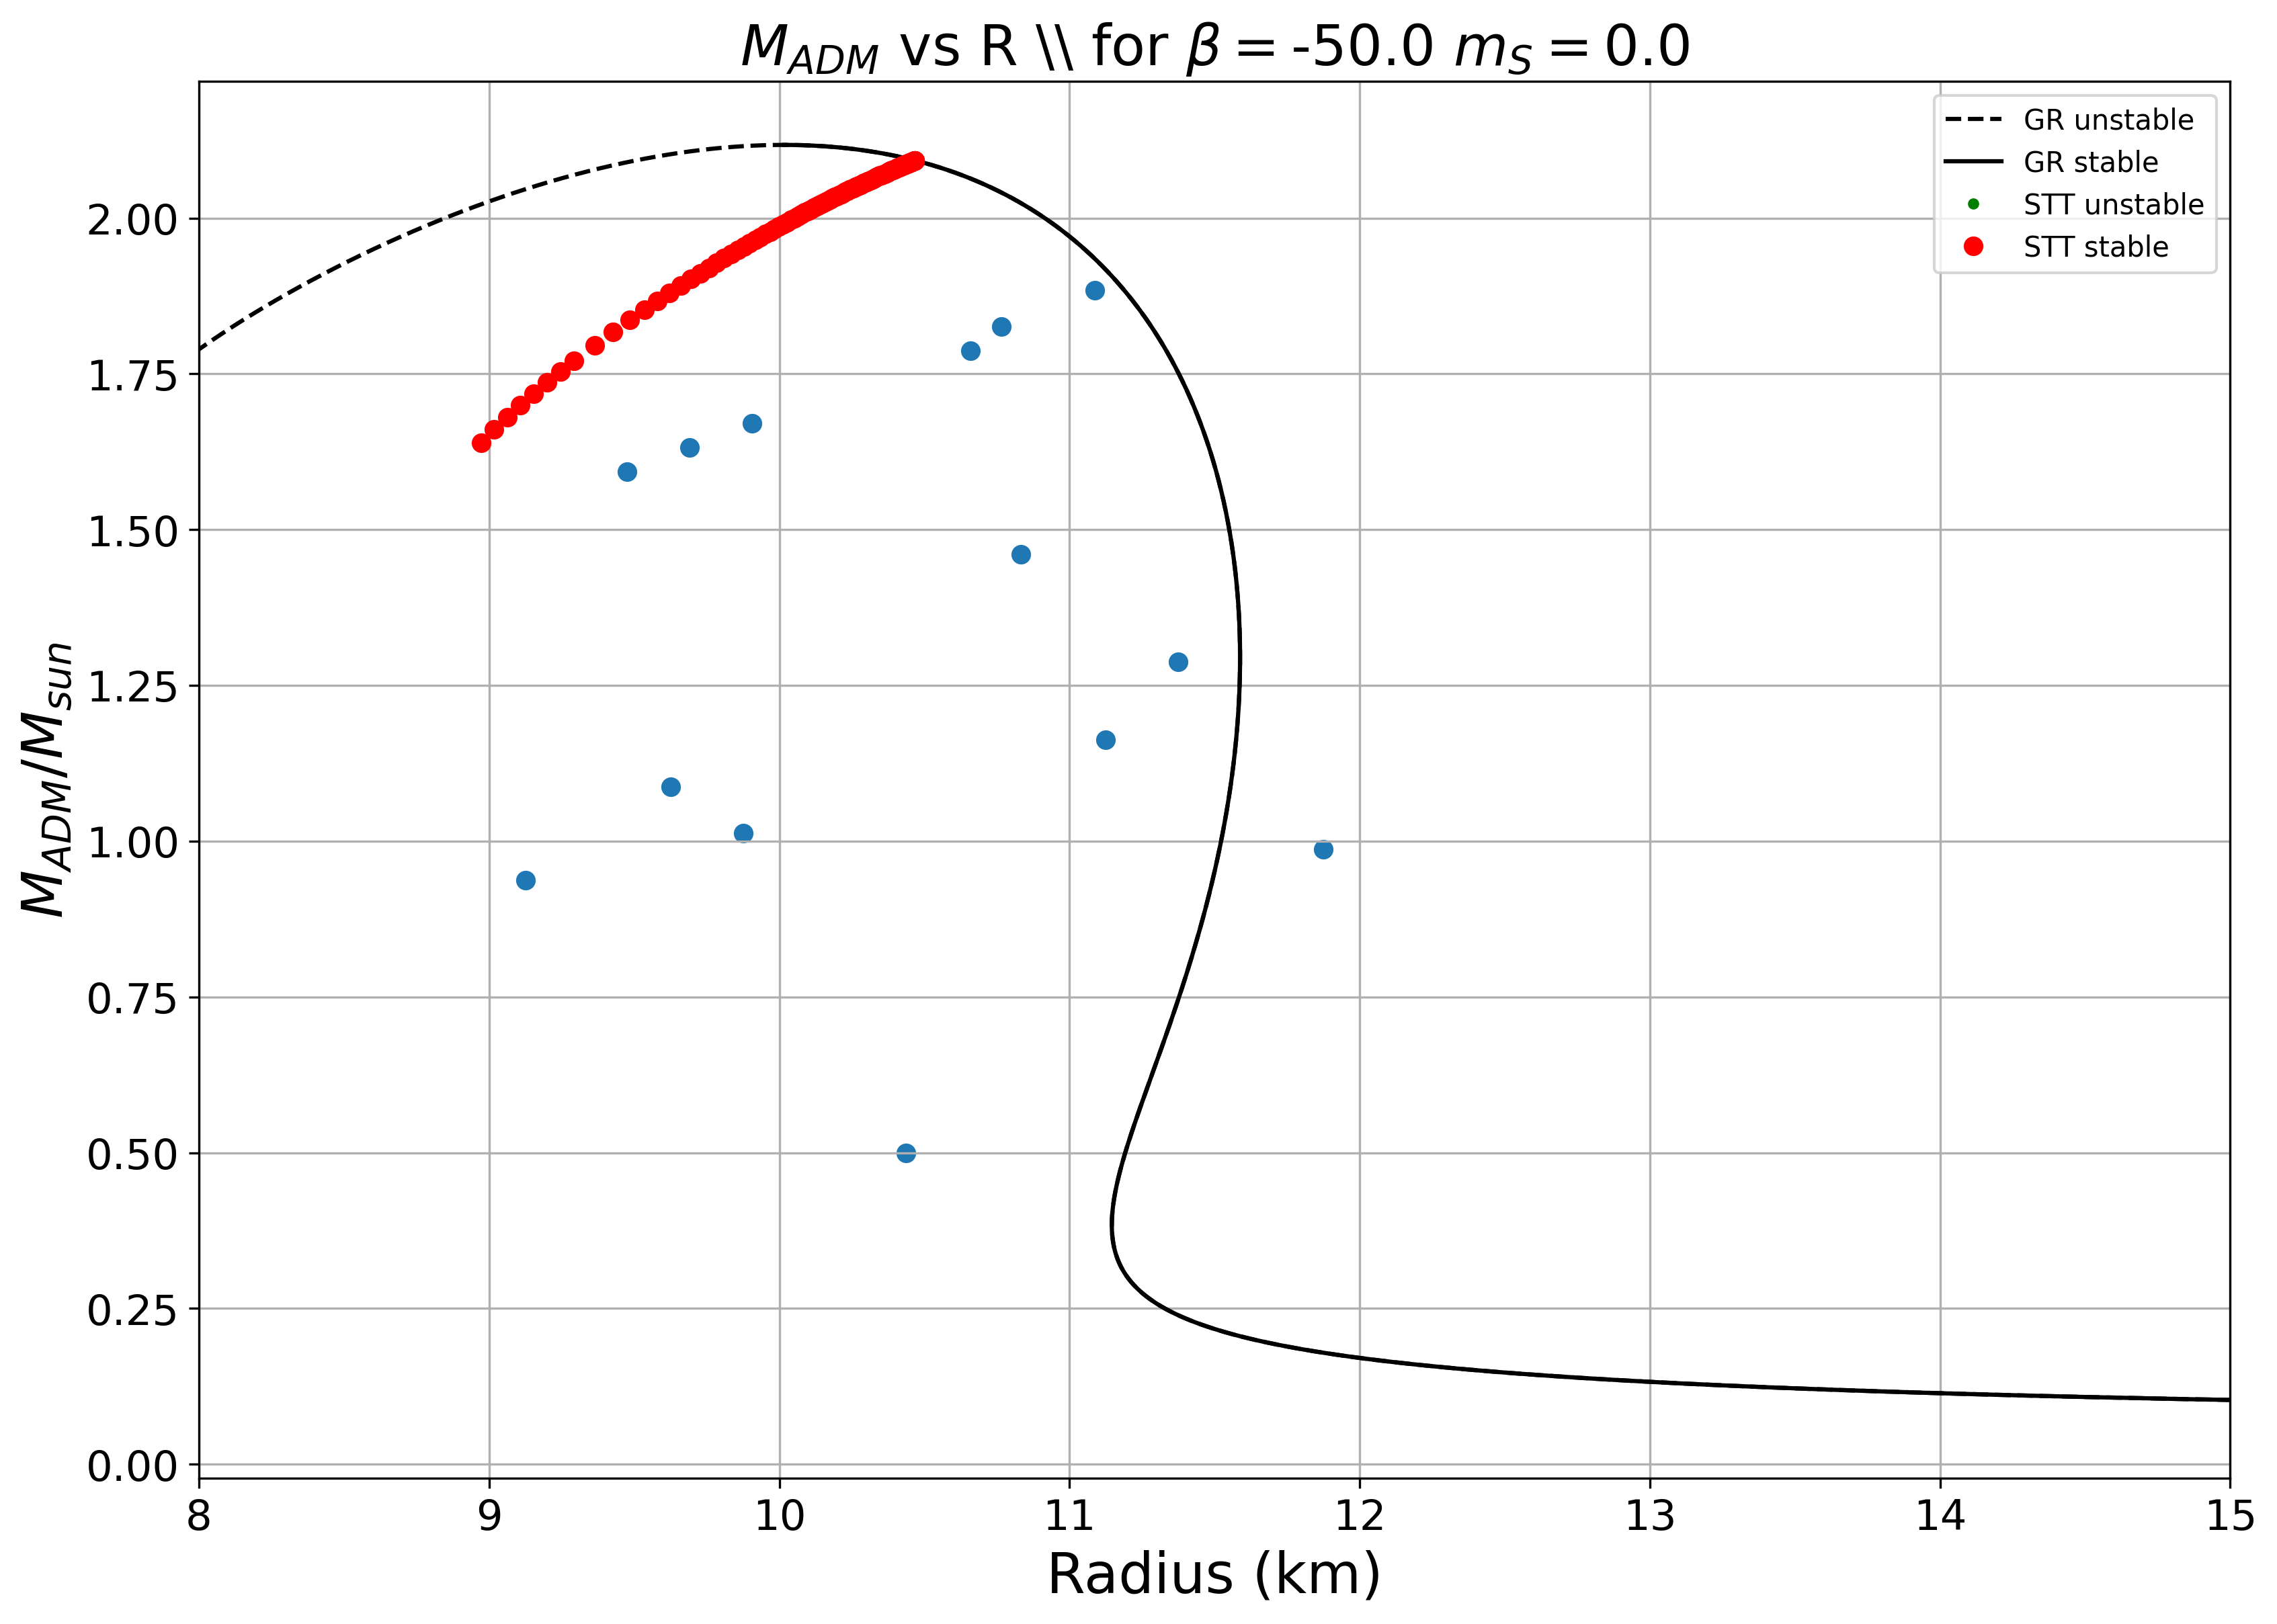 M_ADM vs R \\ for β = -50.0 m_S = 0.0
GR unstable
GR stable
STT unstable
STT stable
M_ADM/M_sun
2.00
1.75
1.50
1.25
1.00
0.75
0.50
0.25
0.00
8 9 10 11 12 13 14 15
Radius (km)